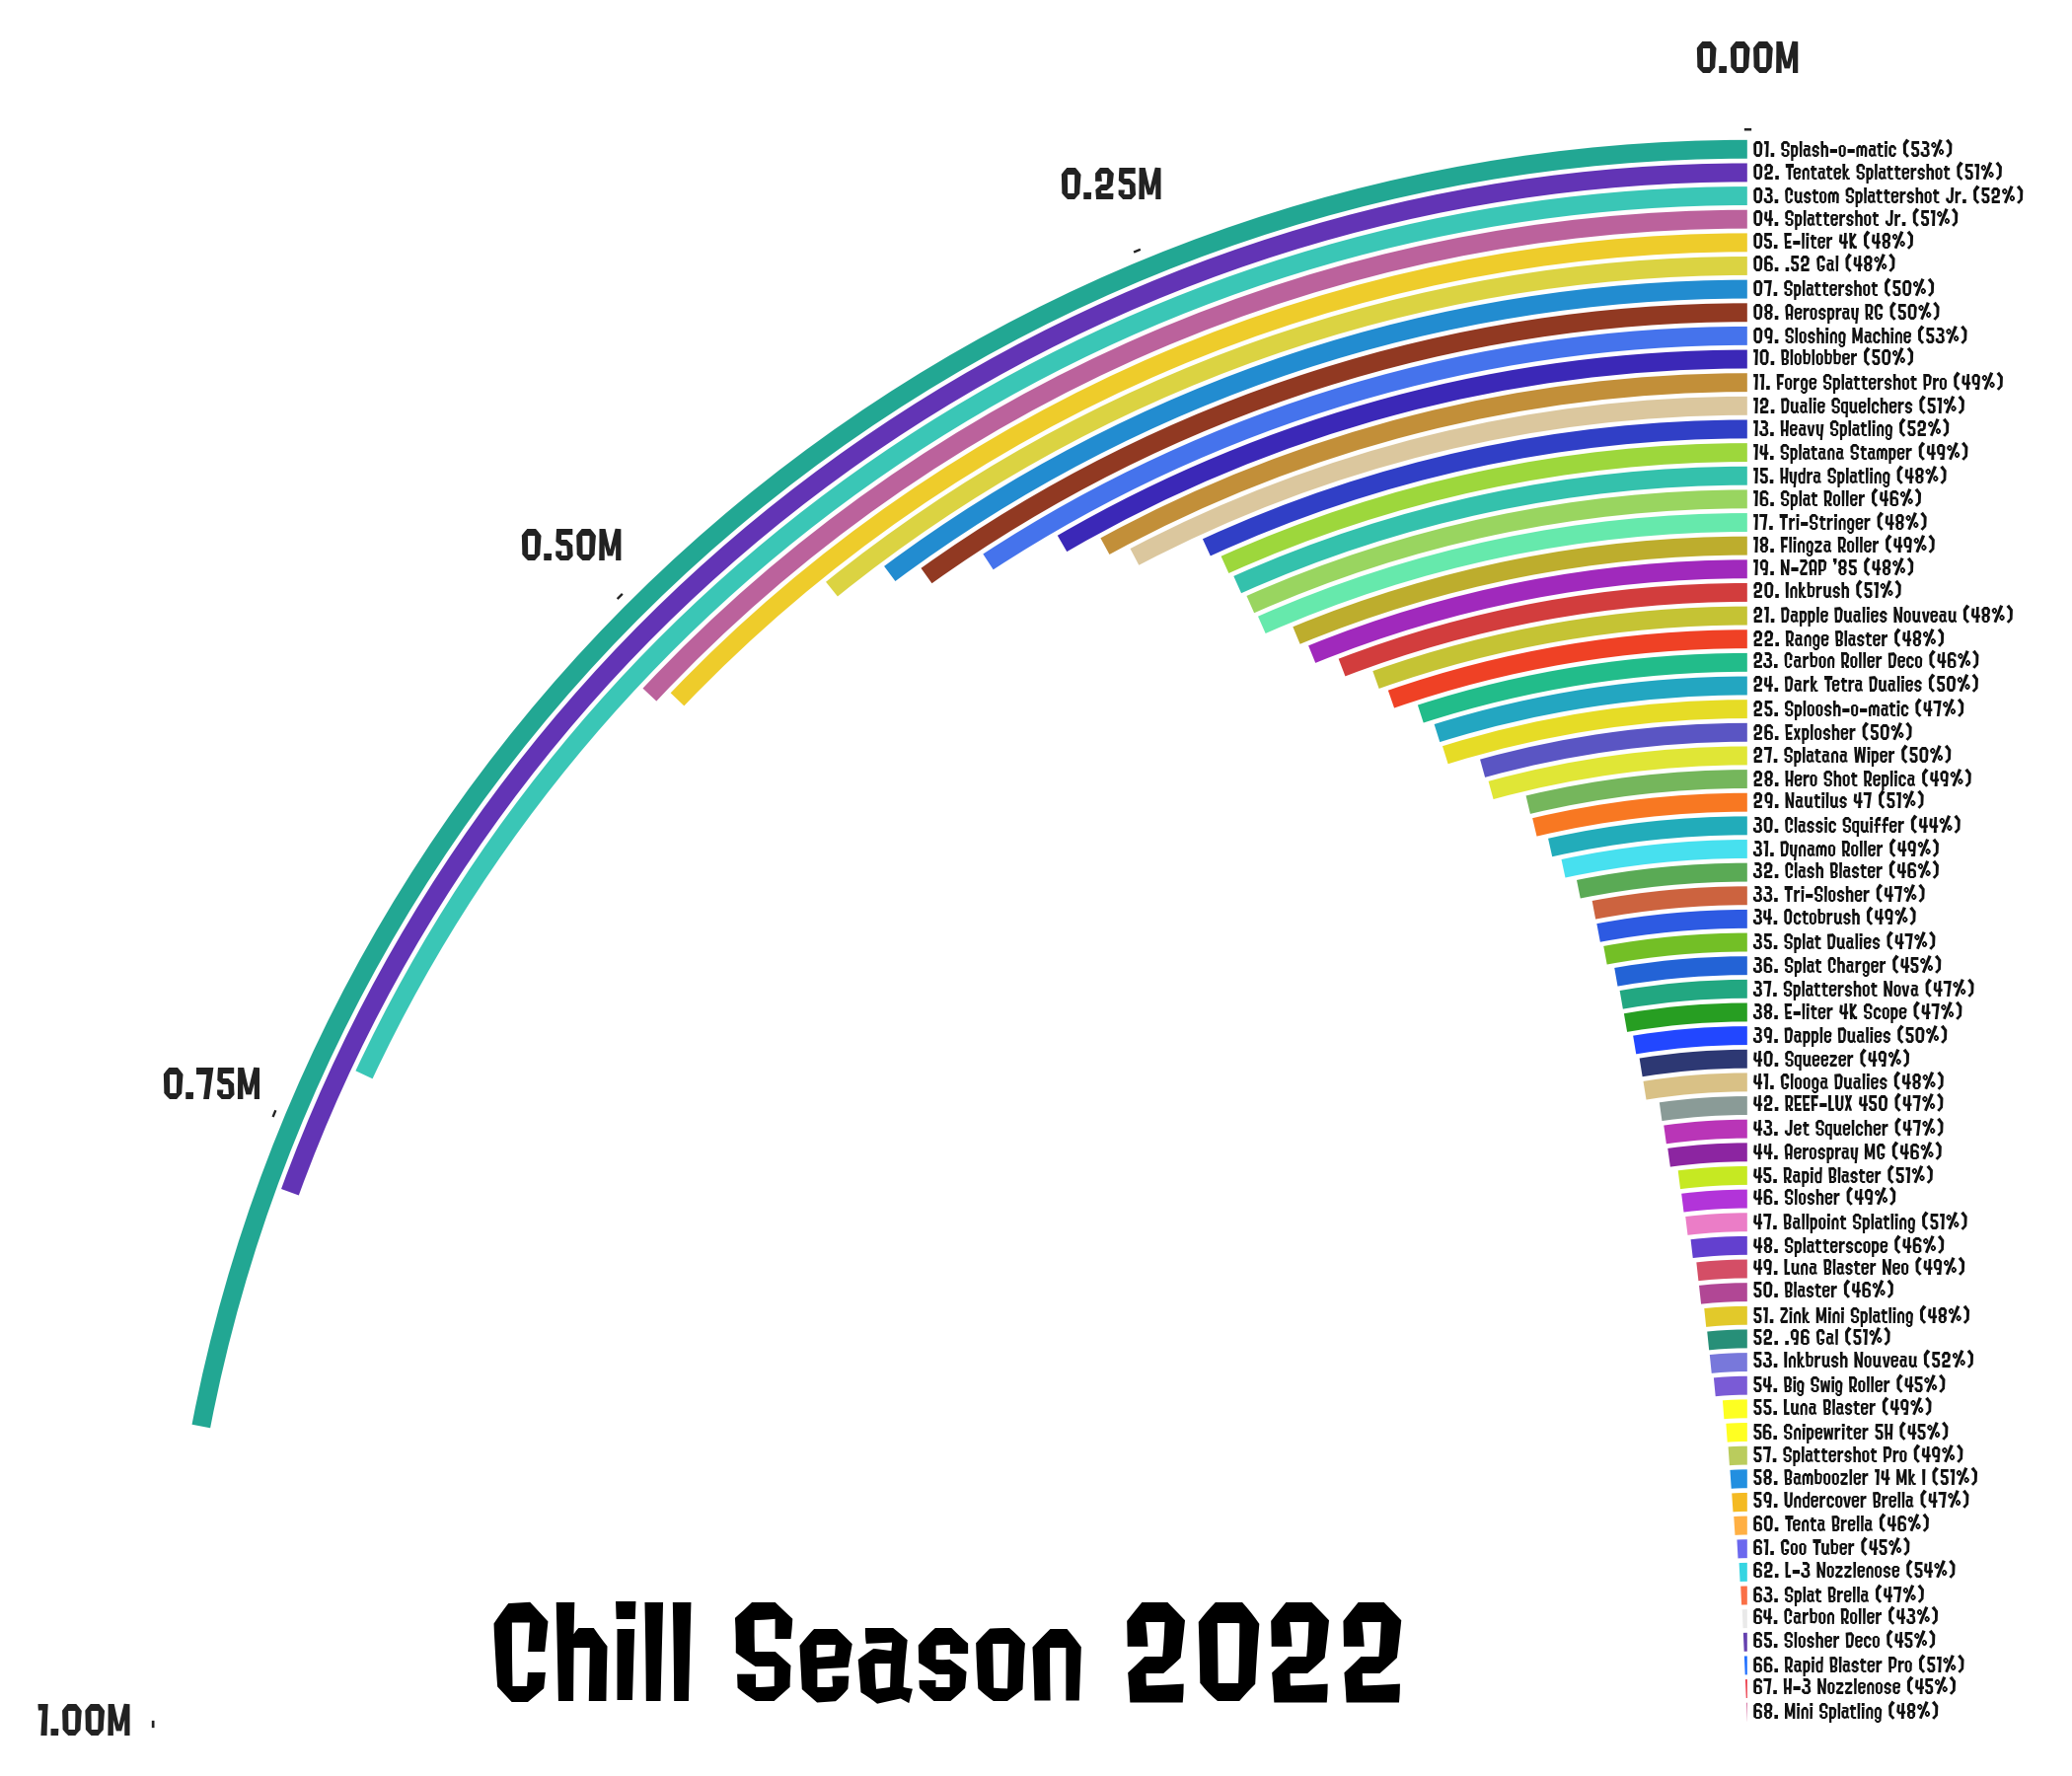 0.00M
0.25M
0.50M
0.75M
1.00M
01. Splash-o-matic (53%)
02. Tentatek Splattershot (51%)
03. Custom Splattershot Jr. (52%)
04. Splattershot Jr. (51%)
05. E-liter 4K (48%)
06. .52 Gal (48%)
07. Splattershot (50%)
08. Aerospray RG (50%)
09. Sloshing Machine (53%)
10. Bloblobber (50%)
11. Forge Splattershot Pro (49%)
12. Dualie Squelchers (51%)
13. Heavy Splatling (52%)
14. Splatana Stamper (49%)
15. Hydra Splatling (48%)
16. Splat Roller (46%)
17. Tri-Stringer (48%)
18. Flingza Roller (49%)
19. N-ZAP '85 (48%)
20. Inkbrush (51%)
21. Dapple Dualies Nouveau (48%)
22. Range Blaster (48%)
23. Carbon Roller Deco (46%)
24. Dark Tetra Dualies (50%)
25. Sploosh-o-matic (47%)
26. Explosher (50%)
27. Splatana Wiper (50%)
28. Hero Shot Replica (49%)
29. Nautilus 47 (51%)
30. Classic Squiffer (44%)
31. Dynamo Roller (49%)
32. Clash Blaster (46%)
33. Tri-Slosher (47%)
34. Octobrush (49%)
35. Splat Dualies (47%)
36. Splat Charger (45%)
37. Splattershot Nova (47%)
38. E-liter 4K Scope (47%)
39. Dapple Dualies (50%)
40. Squeezer (49%)
41. Glooga Dualies (48%)
42. REEF-LUX 450 (47%)
43. Jet Squelcher (47%)
44. Aerospray MG (46%)
45. Rapid Blaster (51%)
46. Slosher (49%)
47. Ballpoint Splatling (51%)
48. Splatterscope (46%)
49. Luna Blaster Neo (49%)
50. Blaster (46%)
51. Zink Mini Splatling (48%)
52. .96 Gal (51%)
53. Inkbrush Nouveau (52%)
54. Big Swig Roller (45%)
55. Luna Blaster (49%)
56. Snipewriter 5H (45%)
57. Splattershot Pro (49%)
58. Bamboozler 14 Mk I (51%)
59. Undercover Brella (47%)
60. Tenta Brella (46%)
61. Goo Tuber (45%)
62. L-3 Nozzlenose (54%)
63. Splat Brella (47%)
64. Carbon Roller (43%)
65. Slosher Deco (45%)
66. Rapid Blaster Pro (51%)
67. H-3 Nozzlenose (45%)
68. Mini Splatling (48%)
Chill Season 2022